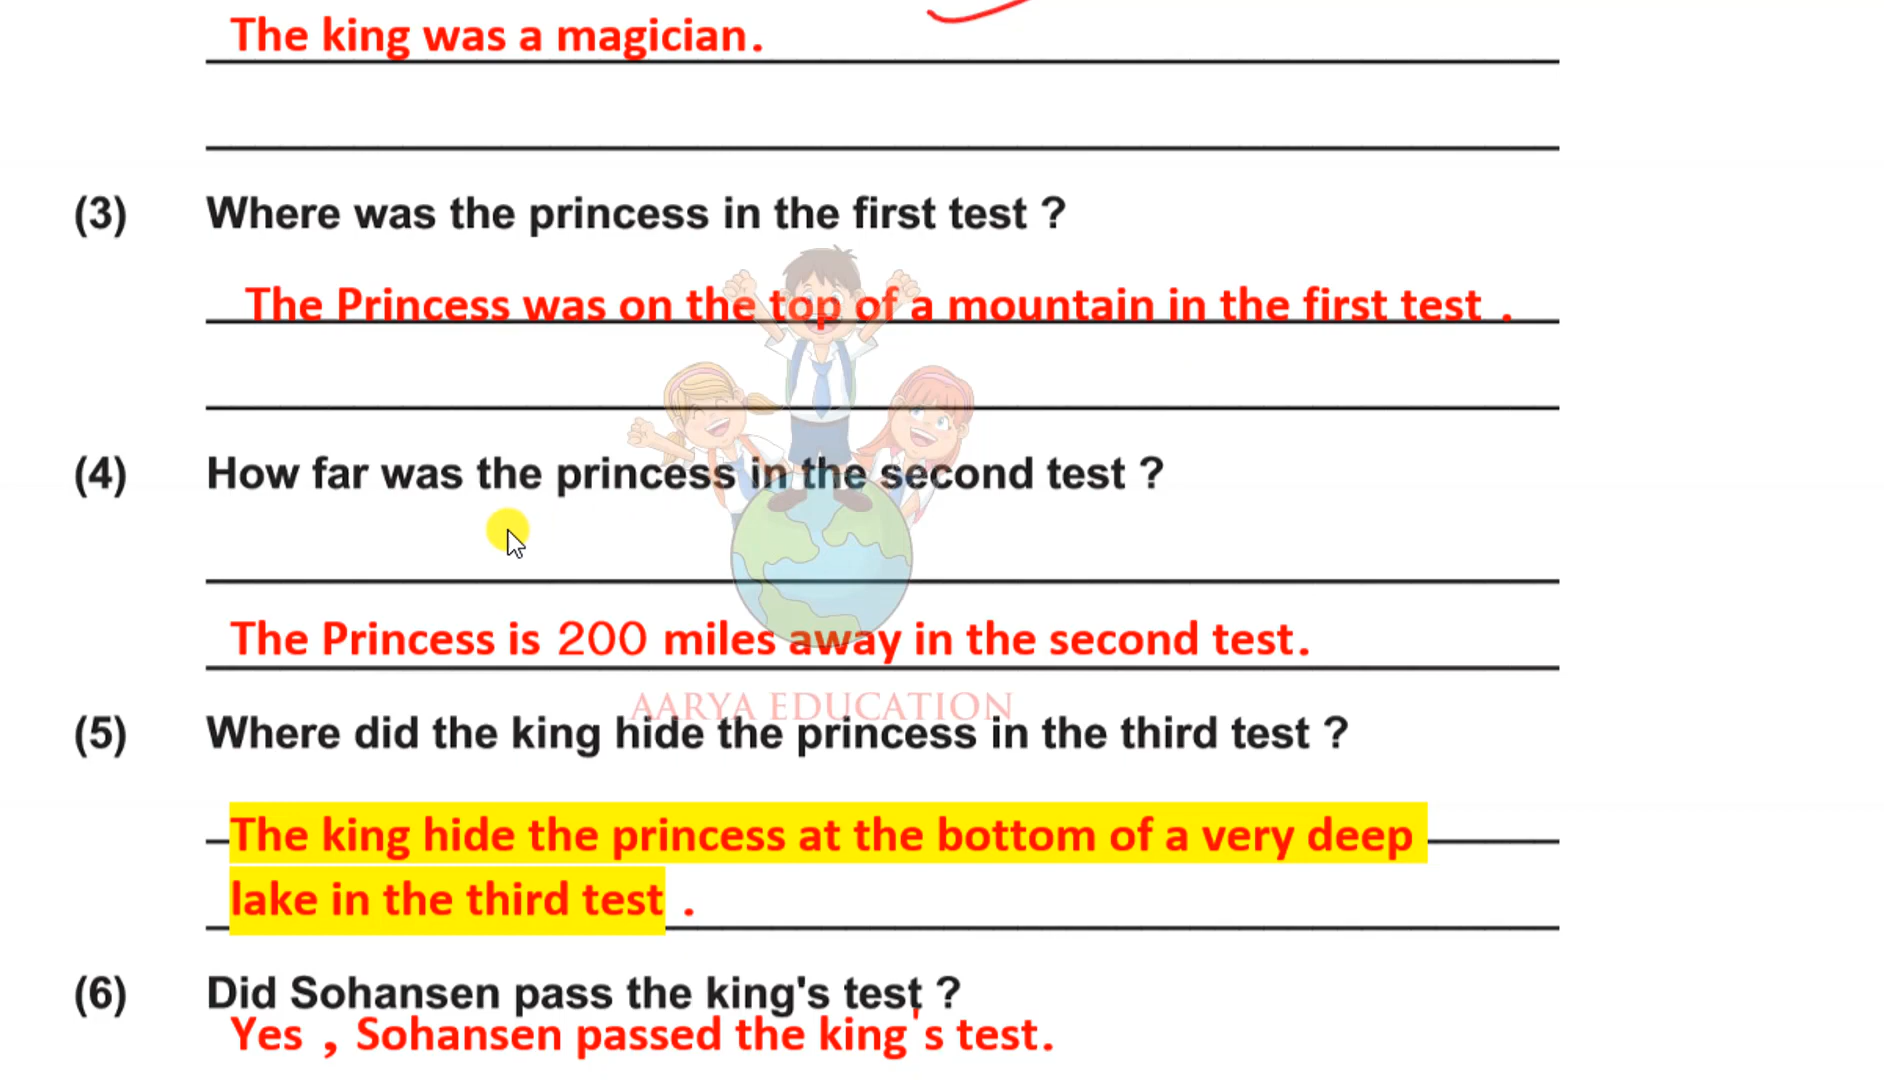 The king was a magician.
(3) Where was the princess in the first test ?
The Princess was on the top of a mountain in the first test .
(4) How far was the princess in the second test ?
The Princess is 200 miles away in the second test.
AARYA EDUCATION
(5) Where did the king hide the princess in the third test ?
The king hide the princess at the bottom of a very deep
lake in the third test .
(6) Did Sohansen pass the king's test ?
Yes , Sohansen passed the king's test.